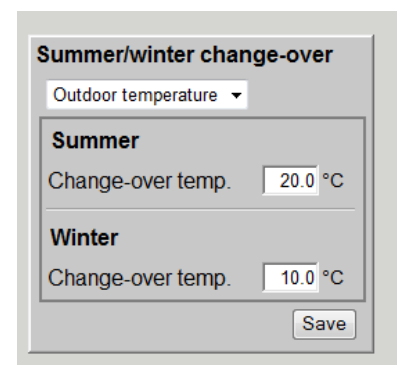 Summer/winter change-over
Outdoor temperature
Summer
Change-over temp. 20.0 °C
Winter
Change-over temp. 10.0 °C
Save